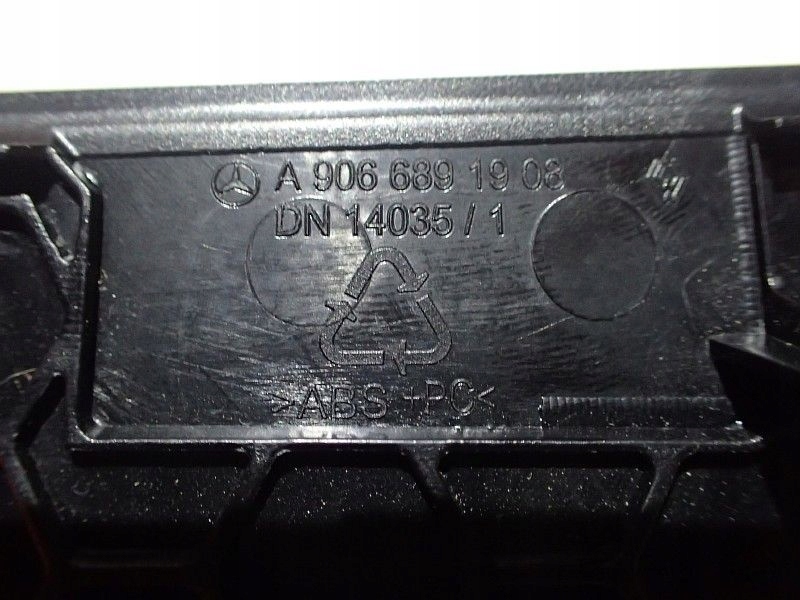 A 906 689 19 08
DN 14035 / 1
>ABS +PC<